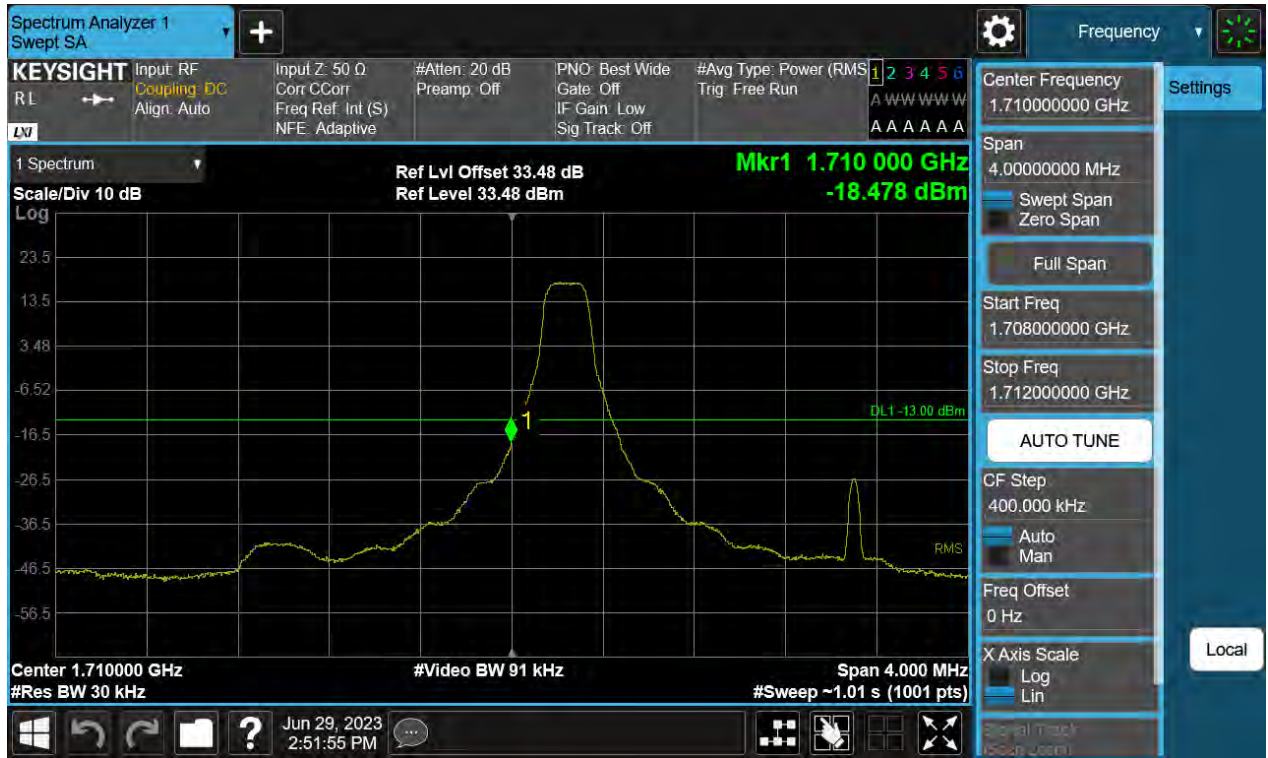 Spectrum Analyzer 1
Swept SA
Frequency
KEYSIGHT
RL
LXI
Input: RF
Coupling: DC
Align: Auto
Input Z: 50 Ω
Corr CCorr
Freq Ref: Int (S)
NFE: Adaptive
#Atten: 20 dB
Preamp: Off
PNO: Best Wide
Gate: Off
IF Gain: Low
Sig Track: Off
#Avg Type: Power (RMS
Trig: Free Run
1 2 3 4 5 6
A W W W W W
A A A A A A
1 Spectrum
Scale/Div 10 dB
Log
Ref Lvl Offset 33.48 dB
Ref Level 33.48 dBm
Mkr1 1.710 000 GHz
-18.478 dBm
23.5
13.5
3.48
-6.52
-16.5
-26.5
-36.5
-46.5
-56.5
1
DL1 -13.00 dBm
RMS
Center 1.710000 GHz
#Video BW 91 kHz
Span 4.000 MHz
#Res BW 30 kHz
#Sweep ~1.01 s (1001 pts)
?
Jun 29, 2023
2:51:55 PM
Center Frequency
1.710000000 GHz
Settings
Span
4.00000000 MHz
Swept Span
Zero Span
Full Span
Start Freq
1.708000000 GHz
Stop Freq
1.712000000 GHz
AUTO TUNE
CF Step
400.000 kHz
Auto
Man
Freq Offset
0 Hz
X Axis Scale
Log
Lin
Local
Signal Track
(Span Zoom)